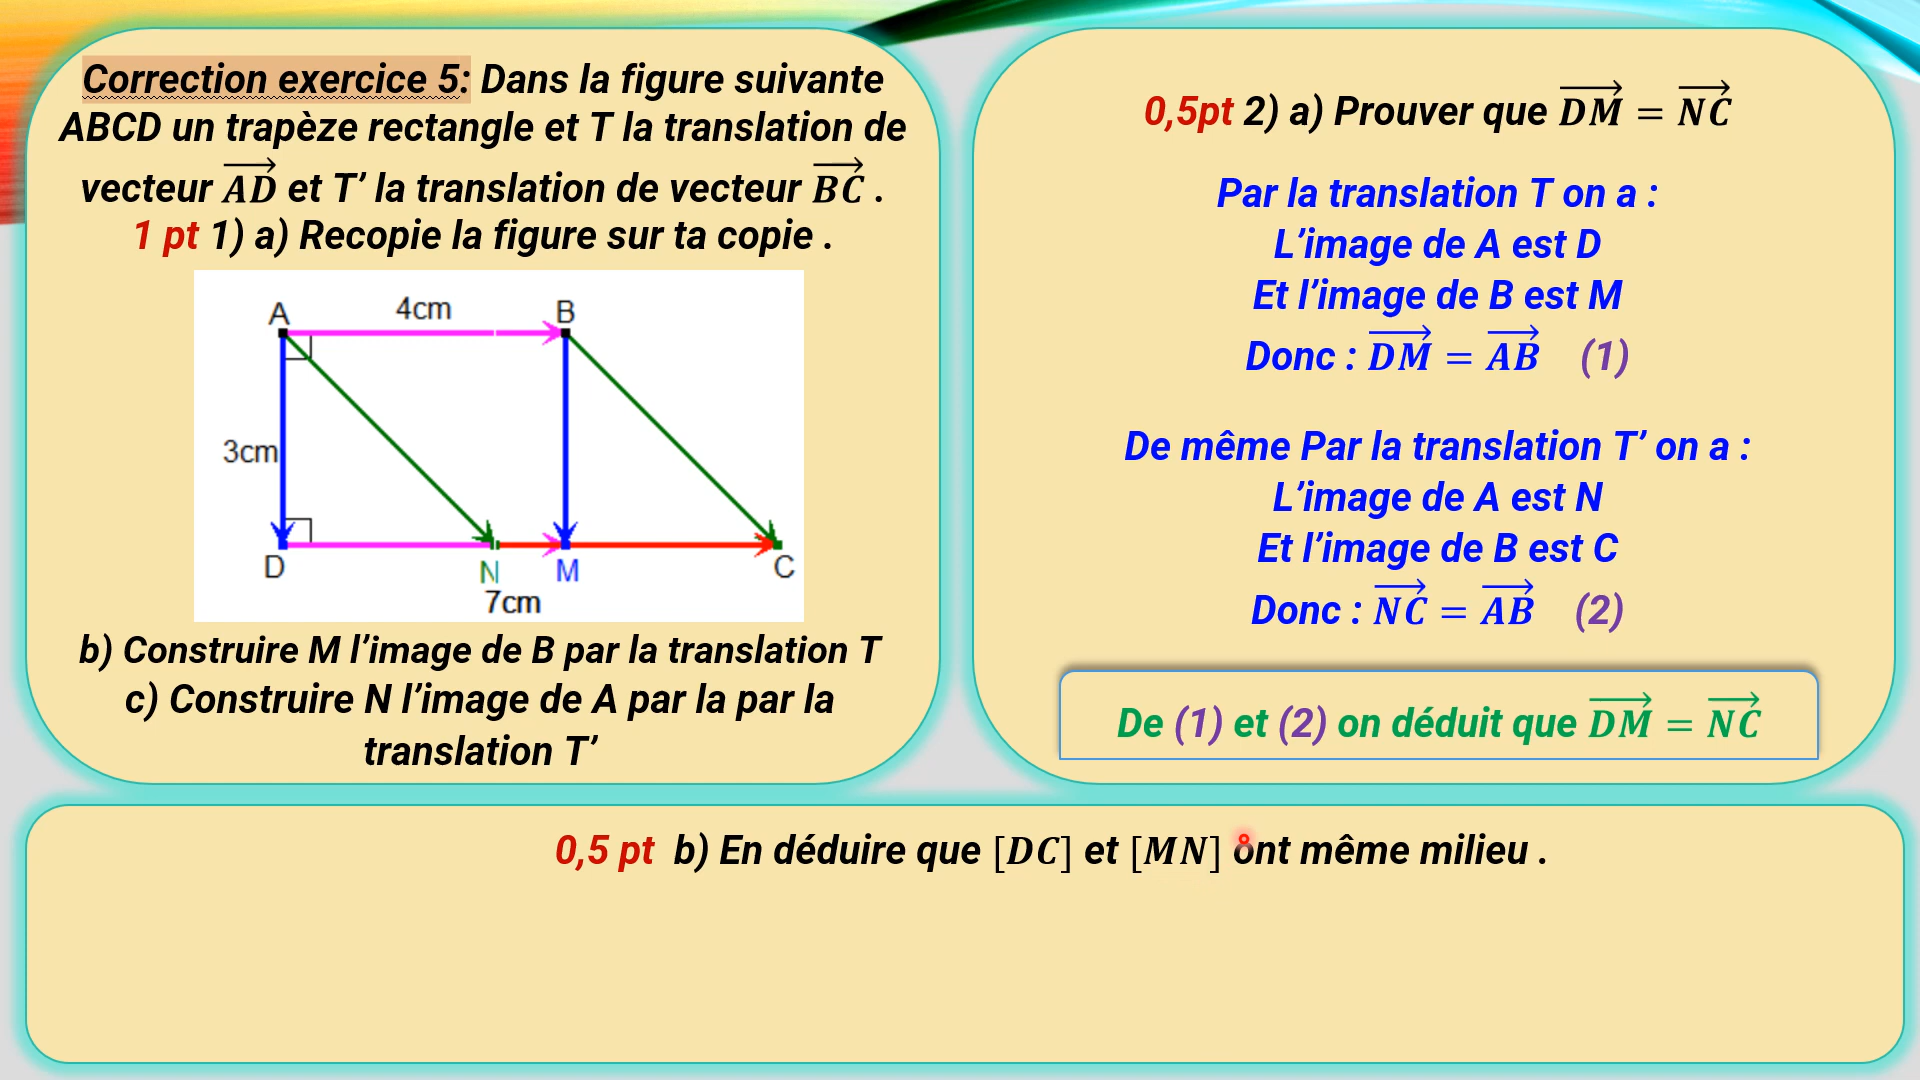 Correction exercice 5: Dans la figure suivante
ABCD un trapèze rectangle et T la translation de
vecteur \overrightarrow{AD} et T’ la translation de vecteur \overrightarrow{BC} .
1 pt 1) a) Recopie la figure sur ta copie .
A 4cm B
3cm
D N M C
7cm
b) Construire M l’image de B par la translation T
c) Construire N l’image de A par la par la
translation T’
0,5pt 2) a) Prouver que \overrightarrow{DM} = \overrightarrow{NC}
Par la translation T on a :
L’image de A est D
Et l’image de B est M
Donc : \overrightarrow{DM} = \overrightarrow{AB} (1)
De même Par la translation T’ on a :
L’image de A est N
Et l’image de B est C
Donc : \overrightarrow{NC} = \overrightarrow{AB} (2)
De (1) et (2) on déduit que \overrightarrow{DM} = \overrightarrow{NC}
0,5 pt b) En déduire que [DC] et [MN] ont même milieu .